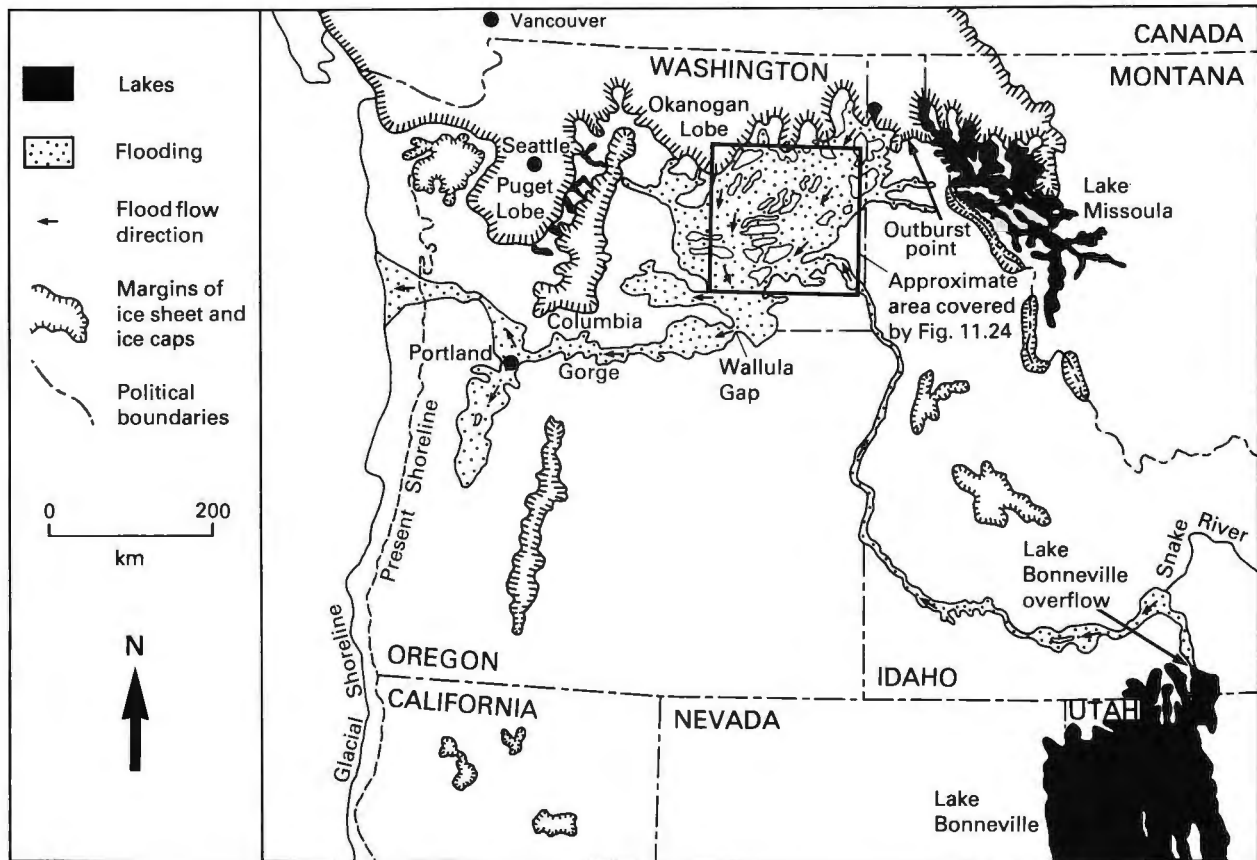 Lakes
Flooding
Flood flow
direction
Margins of
ice sheet and
ice caps
Political
boundaries
0 200
km
N
Vancouver
CANADA
WASHINGTON
MONTANA
Okanogan
Lobe
Seattle
Puget
Lobe
Lake
Missoula
Outburst
point
Approximate
area covered
by Fig. 11.24
Columbia
Gorge
Portland
Wallula
Gap
Present Shoreline
Glacial Shoreline
Snake River
Lake
Bonneville
overflow
OREGON
IDAHO
CALIFORNIA
NEVADA
UTAH
Lake
Bonneville